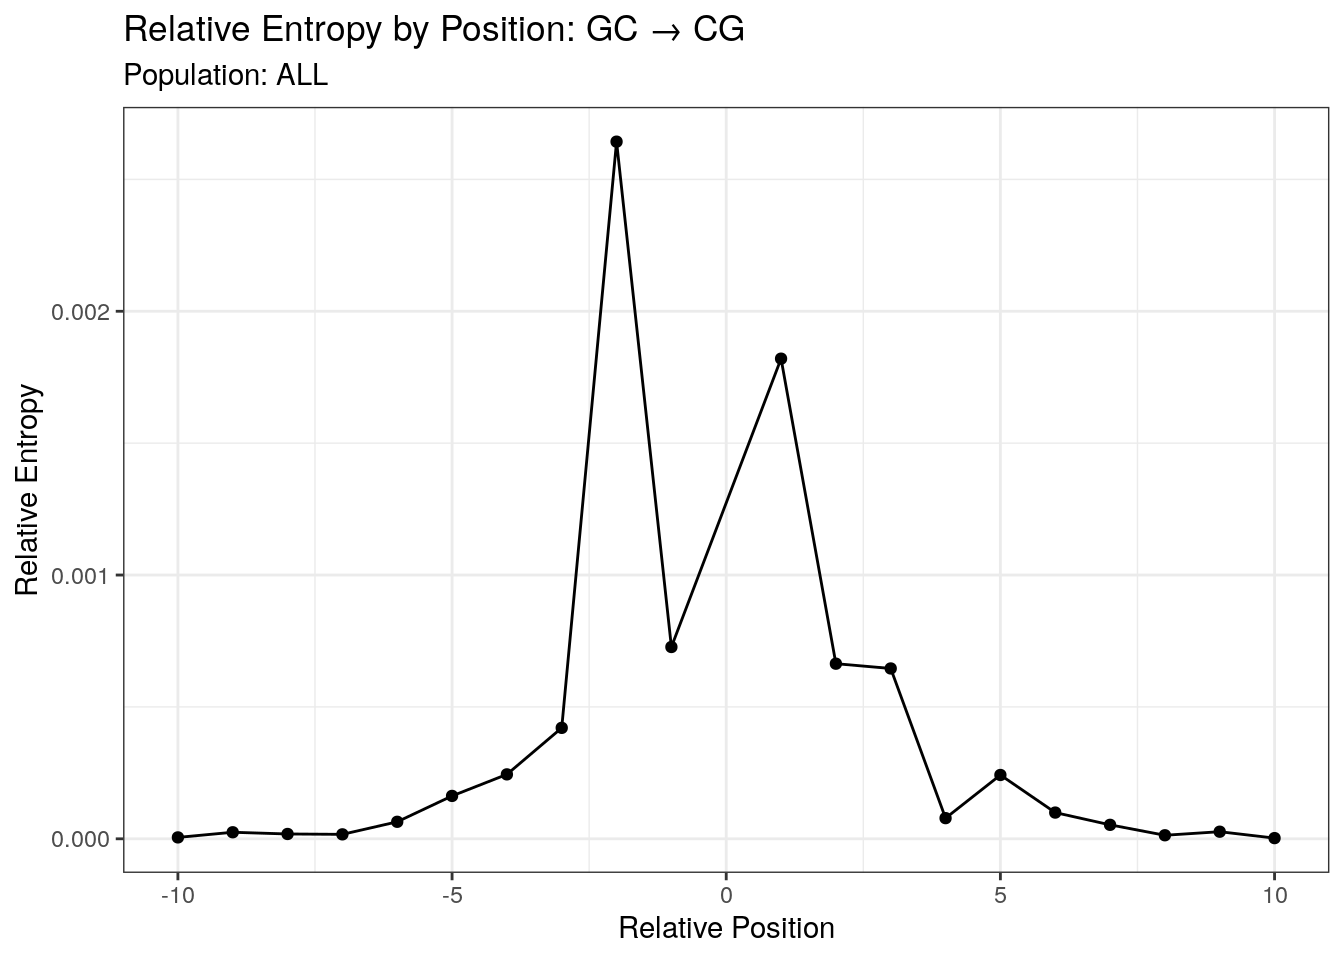 Relative Entropy by Position: GC → CG
Population: ALL
0.002
0.001
0.000
-10 -5 0 5 10
Relative Position
Relative Entropy